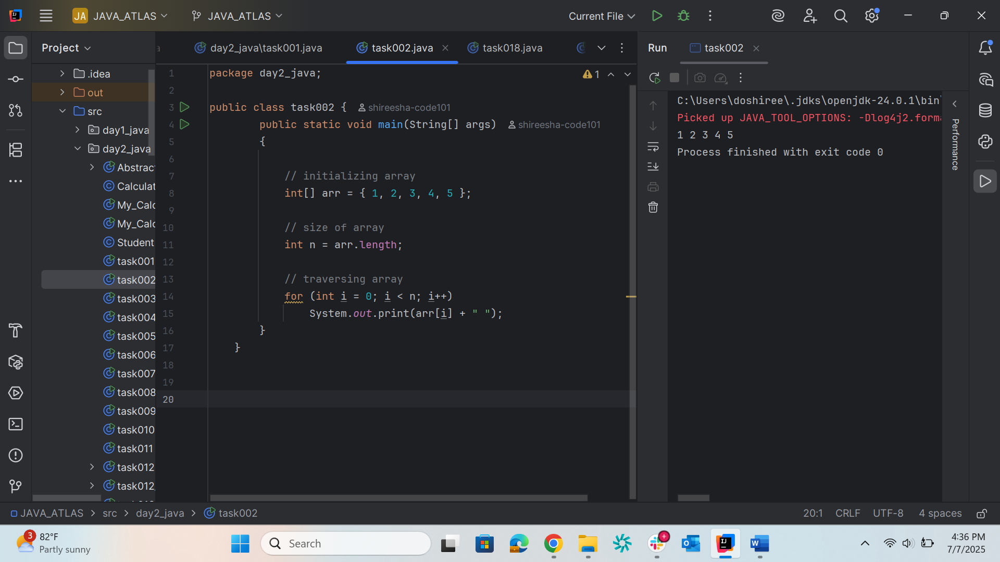 JA JAVA_ATLAS JAVA_ATLAS Current File
Project
day2_java\task001.java task002.java task018.java
Run task002
.idea
out
src
day1_java
day2_java
Abstrac
Calculat
My_Calc
My_Calc
Student
task001
task002
task003
task004
task005
task006
task007
task008
task009
task010
task011
task012
task012_
1 package day2_java;
2
3 public class task002 { shireesha-code101
4 public static void main(String[] args) shireesha-code101
5 {
6
7 // initializing array
8 int[] arr = { 1, 2, 3, 4, 5 };
9
10 // size of array
11 int n = arr.length;
12
13 // traversing array
14 for (int i = 0; i < n; i++)
15 System.out.print(arr[i] + " ");
16 }
17 }
18
19
20
1
C:\Users\doshiree\.jdks\openjdk-24.0.1\bin\
Picked up JAVA_TOOL_OPTIONS: -Dlog4j2.forma
1 2 3 4 5
Process finished with exit code 0
Performance
JAVA_ATLAS > src > day2_java > task002
20:1 CRLF UTF-8 4 spaces
3
82°F
Partly sunny
Search
4:36 PM
7/7/2025